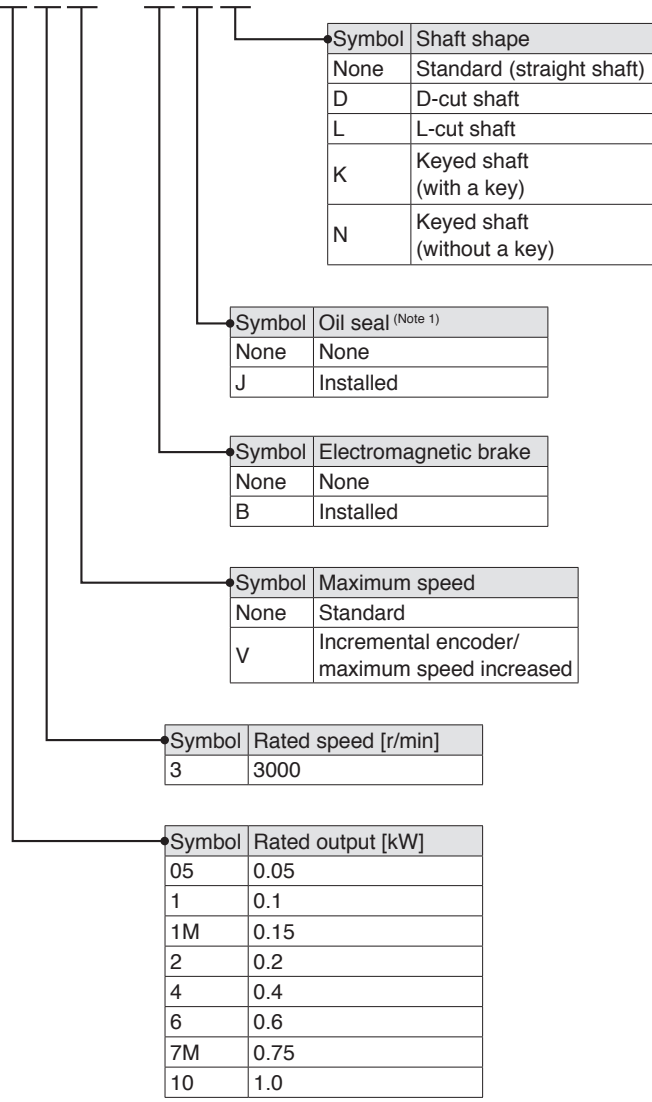 Symbol Shaft shape
None Standard (straight shaft)
D D-cut shaft
L L-cut shaft
K Keyed shaft
(with a key)
N Keyed shaft
(without a key)
Symbol Oil seal (Note 1)
None None
J Installed
Symbol Electromagnetic brake
None None
B Installed
Symbol Maximum speed
None Standard
V Incremental encoder/
maximum speed increased
Symbol Rated speed [r/min]
3 3000
Symbol Rated output [kW]
05 0.05
1 0.1
1M 0.15
2 0.2
4 0.4
6 0.6
7M 0.75
10 1.0